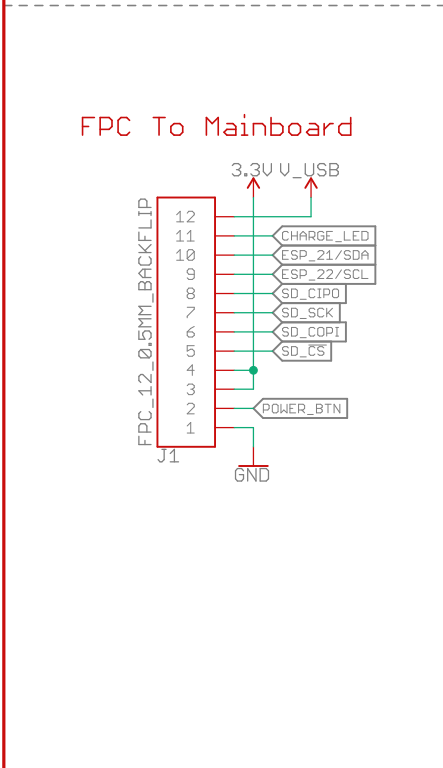 FPC To Mainboard
3.3V V_USB
FPC_12_0.5MM_BACKFLIP
12
11 CHARGE_LED
10 ESP_21/SDA
9 ESP_22/SCL
8 SD_CIPO
7 SD_SCK
6 SD_COPI
5 SD_C̅S̅
4
3
2 POWER_BTN
1
J1
GND